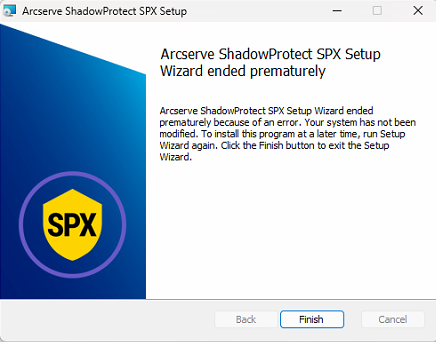 Arcserve ShadowProtect SPX Setup
Arcserve ShadowProtect SPX Setup
Wizard ended prematurely
Arcserve ShadowProtect SPX Setup Wizard ended
prematurely because of an error. Your system has not been
modified. To install this program at a later time, run Setup
Wizard again. Click the Finish button to exit the Setup
Wizard.
SPX
Back
Finish
Cancel